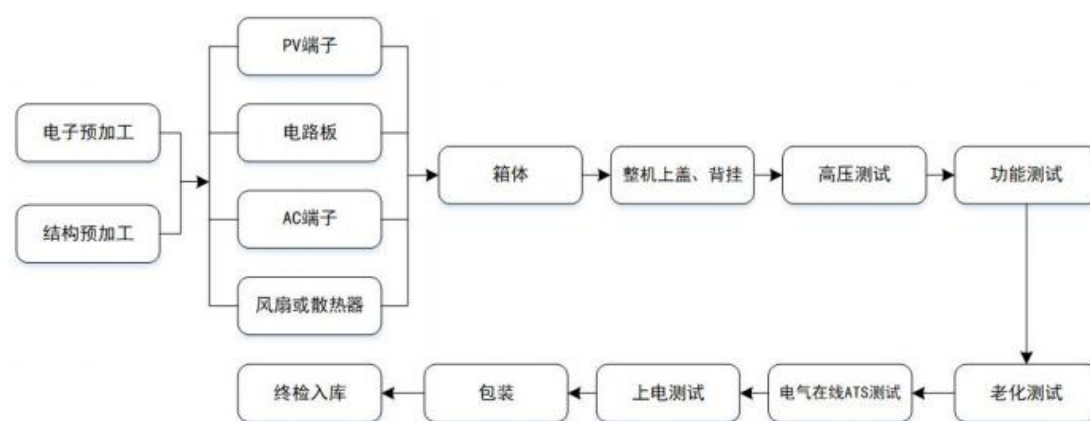 电子预加工
结构预加工
PV端子
电路板
AC端子
风扇或散热器
箱体
整机上盖、背挂
高压测试
功能测试
老化测试
电气在线ATS测试
上电测试
包装
终检入库